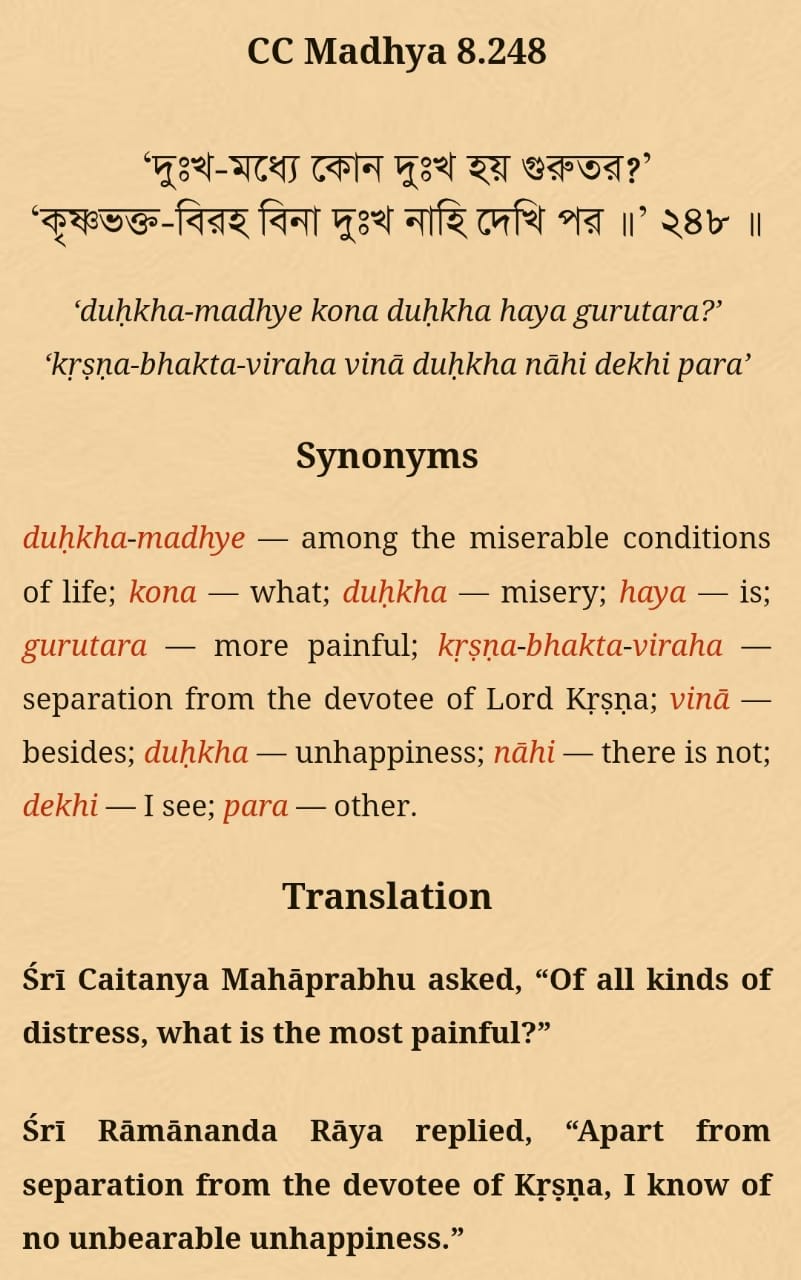 CC Madhya 8.248
‘দুঃখ-মধ্যে কোন দুঃখ হয় গুরুতর?’
‘কৃষ্ণভক্ত-বিরহ বিনা দুঃখ নাহি দেখি পর ॥’ ২৪৮ ॥
‘duḥkha-madhye kona duḥkha haya gurutara?’
‘kṛṣṇa-bhakta-viraha vinā duḥkha nāhi dekhi para’
Synonyms
duḥkha-madhye — among the miserable conditions
of life; kona — what; duḥkha — misery; haya — is;
gurutara — more painful; kṛṣṇa-bhakta-viraha —
separation from the devotee of Lord Kṛṣṇa; vinā —
besides; duḥkha — unhappiness; nāhi — there is not;
dekhi — I see; para — other.
Translation
Śrī Caitanya Mahāprabhu asked, “Of all kinds of
distress, what is the most painful?”
Śrī Rāmānanda Rāya replied, “Apart from
separation from the devotee of Kṛṣṇa, I know of
no unbearable unhappiness.”